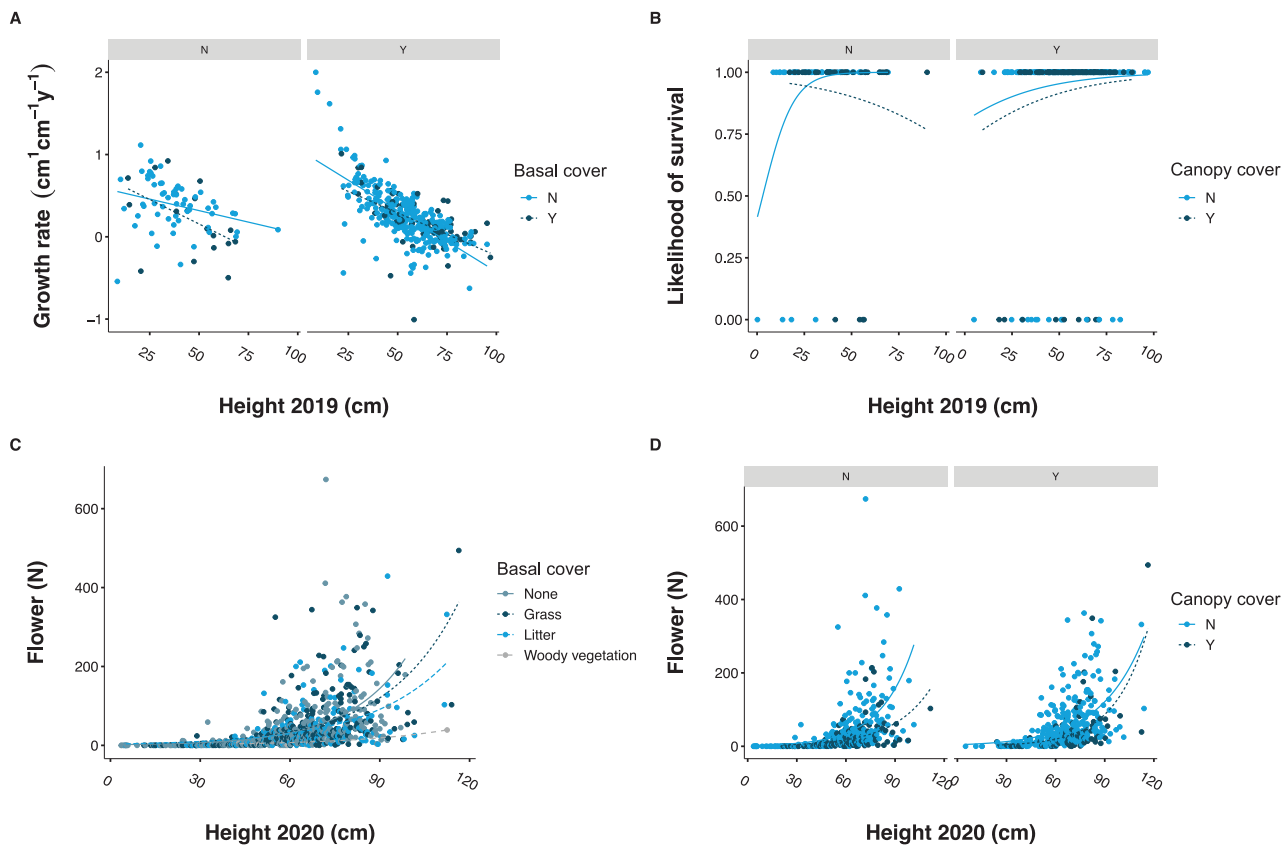 A
N
Y
Growth rate (cm¹cm⁻¹y⁻¹)
2
1
0
−1
25
50
75
100
25
50
75
100
Height 2019 (cm)
Basal cover
N
Y
B
N
Y
Likelihood of survival
1.00
0.75
0.50
0.25
0.00
0
25
50
75
100
0
25
50
75
100
Height 2019 (cm)
Canopy cover
N
Y
C
Flower (N)
600
400
200
0
0
30
60
90
120
Height 2020 (cm)
Basal cover
None
Grass
Litter
Woody vegetation
D
N
Y
Flower (N)
600
400
200
0
0
30
60
90
120
0
30
60
90
120
Height 2020 (cm)
Canopy cover
N
Y